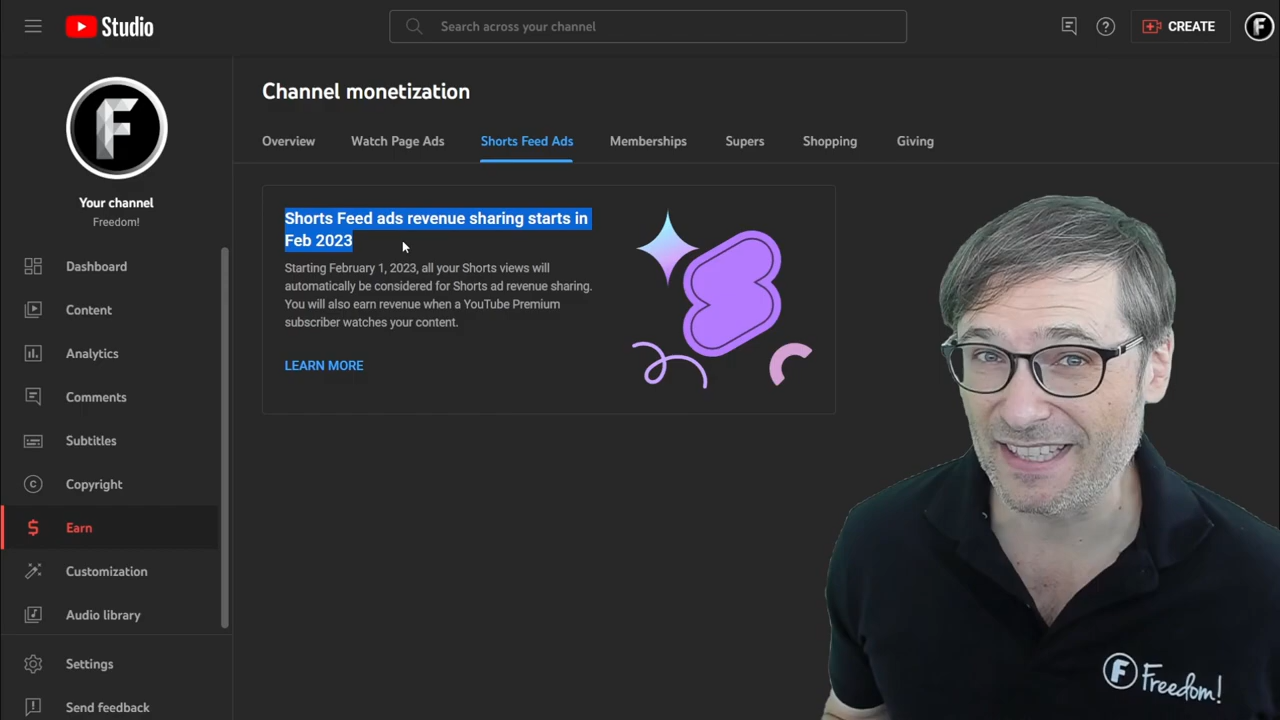 Studio
Search across your channel
CREATE
F
F
Your channel
Freedom!
Dashboard
Content
Analytics
Comments
Subtitles
Copyright
Earn
Customization
Audio library
Settings
Send feedback
Channel monetization
Overview Watch Page Ads Shorts Feed Ads Memberships Supers Shopping Giving
Shorts Feed ads revenue sharing starts in
Feb 2023
Starting February 1, 2023, all your Shorts views will
automatically be considered for Shorts ad revenue sharing.
You will also earn revenue when a YouTube Premium
subscriber watches your content.
LEARN MORE
F Freedom!